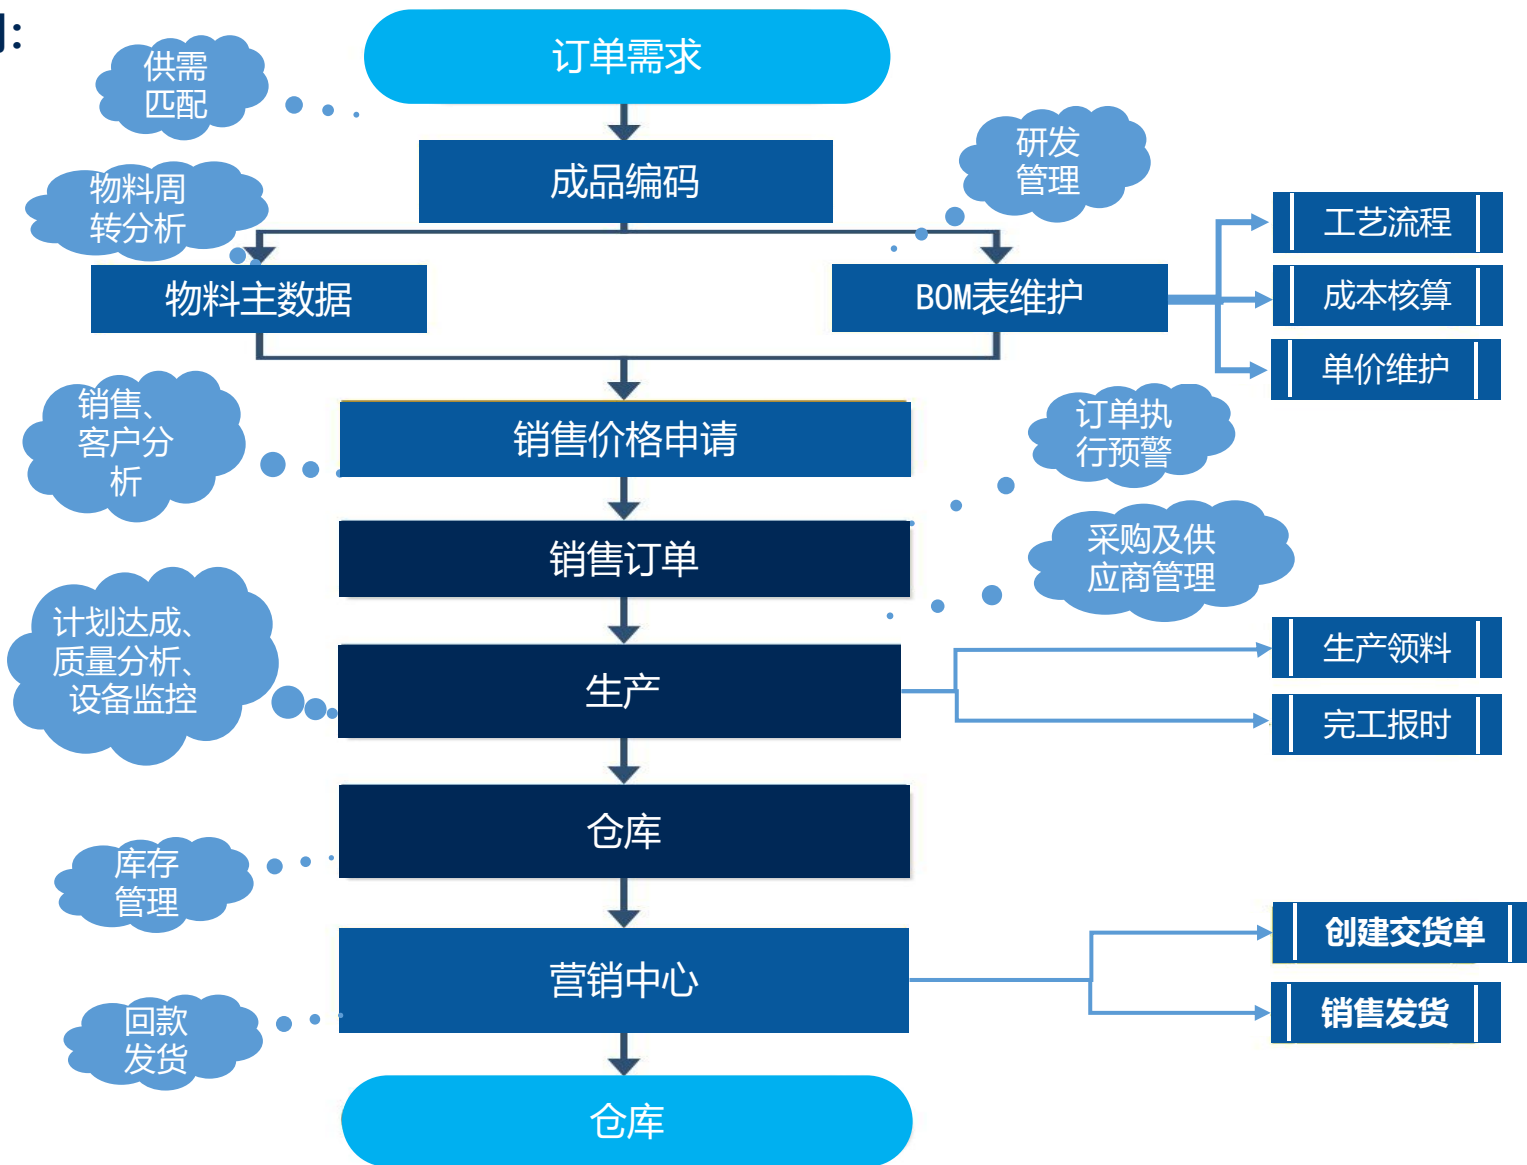 订单需求
供需
匹配
成品编码
研发
管理
物料周
转分析
工艺流程
物料主数据
BOM表维护
成本核算
单价维护
销售、
客户分
析
销售价格申请
订单执
行预警
销售订单
采购及供
应商管理
计划达成、
质量分析、
设备监控
生产
生产领料
完工报时
仓库
库存
管理
营销中心
创建交货单
销售发货
回款
发货
仓库